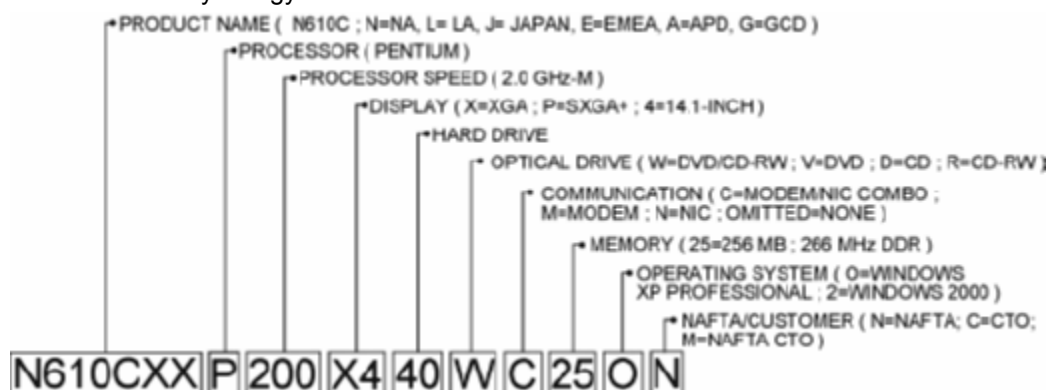 PRODUCT NAME ( N610C ; N=NA, L= LA, J= JAPAN, E=EMEA, A=APD, G=GCD )
PROCESSOR ( PENTIUM )
PROCESSOR SPEED ( 2.0 GHz-M )
DISPLAY ( X=XGA ; P=SXGA+ ; 4=14.1-INCH )
HARD DRIVE
OPTICAL DRIVE ( W=DVD/CD-RW ; V=DVD ; D=CD ; R=CD-RW )
COMMUNICATION ( C=MODEM/NIC COMBO ;
M=MODEM ; N=NIC ; OMITTED=NONE )
MEMORY ( 25=256 MB ; 266 MHz DDR )
OPERATING SYSTEM ( O=WINDOWS
XP PROFESSIONAL ; 2=WINDOWS 2000 )
NAFTA/CUSTOMER ( N=NAFTA; C=CTO;
M=NAFTA CTO )
N610CXX P 200 X4 40 W C 25 O N